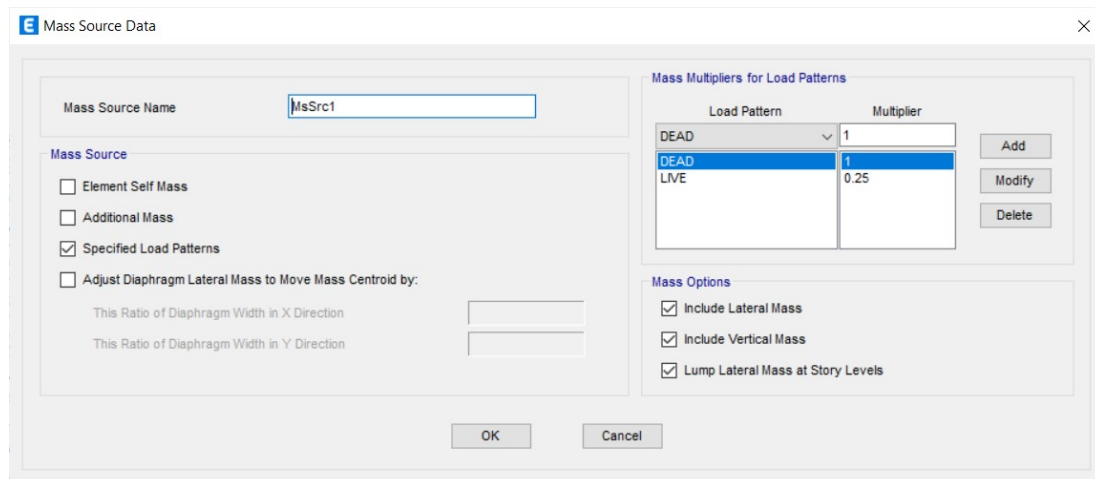 E Mass Source Data
Mass Source Name MsSrc1
Mass Source
Element Self Mass
Additional Mass
Specified Load Patterns
Adjust Diaphragm Lateral Mass to Move Mass Centroid by:
This Ratio of Diaphragm Width in X Direction
This Ratio of Diaphragm Width in Y Direction
Mass Multipliers for Load Patterns
Load Pattern Multiplier
DEAD 1
DEAD 1
LIVE 0.25
Add
Modify
Delete
Mass Options
Include Lateral Mass
Include Vertical Mass
Lump Lateral Mass at Story Levels
OK Cancel